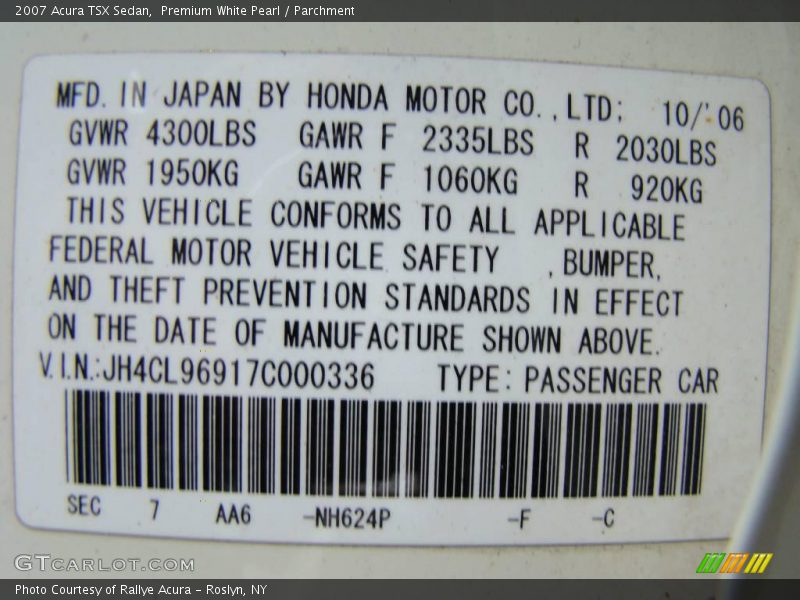 2007 Acura TSX Sedan,  Premium White Pearl / Parchment
MFD. IN JAPAN BY HONDA MOTOR CO.,LTD; 10/'06
GVWR 4300LBS GAWR F 2335LBS R 2030LBS
GVWR 1950KG GAWR F 1060KG R 920KG
THIS VEHICLE CONFORMS TO ALL APPLICABLE
FEDERAL MOTOR VEHICLE SAFETY ,BUMPER,
AND THEFT PREVENTION STANDARDS IN EFFECT
ON THE DATE OF MANUFACTURE SHOWN ABOVE.
V.I.N.:JH4CL96917C000336 TYPE: PASSENGER CAR
SEC 7 AA6 -NH624P -F -C
GTCARLOT.COM
Photo Courtesy of Rallye Acura - Roslyn, NY